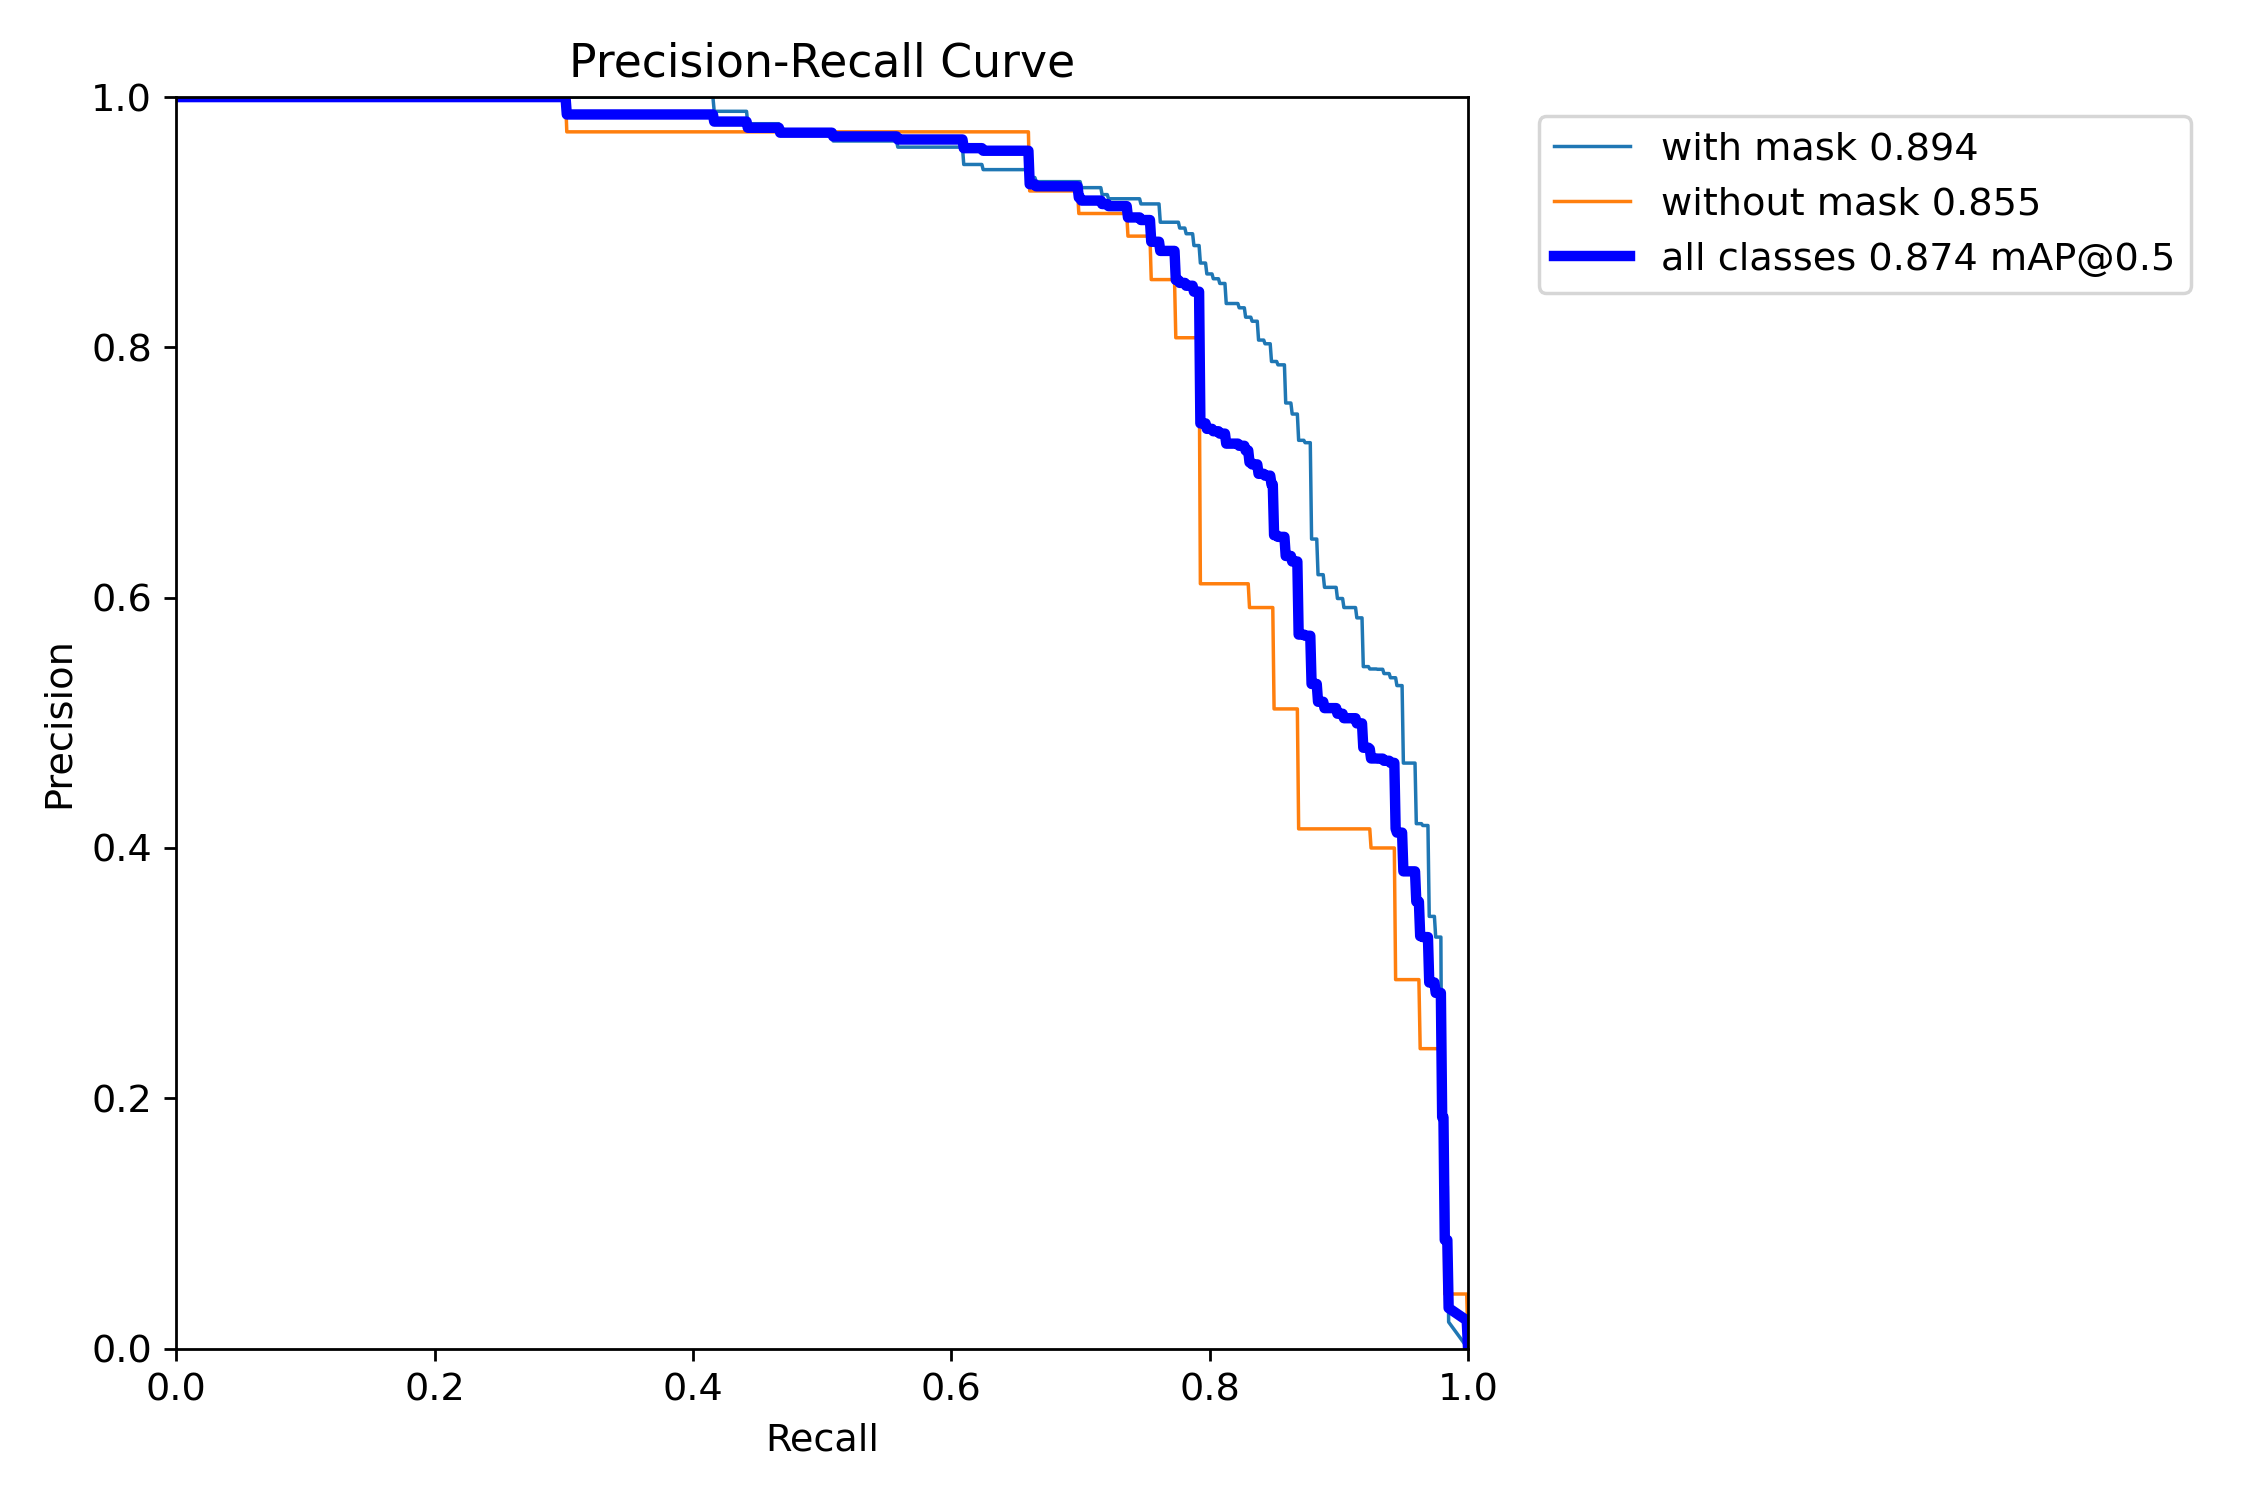 Precision-Recall Curve
1.0
0.8
0.6
0.4
0.2
0.0
Precision
0.0 0.2 0.4 0.6 0.8 1.0
Recall
with mask 0.894
without mask 0.855
all classes 0.874 mAP@0.5